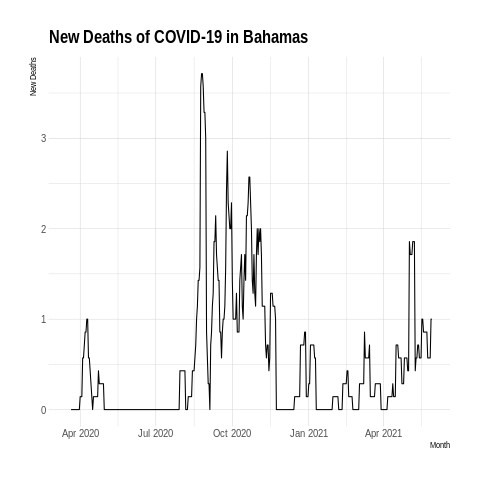 New Deaths of COVID-19 in Bahamas
New Deaths
3
2
1
0
Apr 2020
Jul 2020
Oct 2020
Jan 2021
Apr 2021
Month